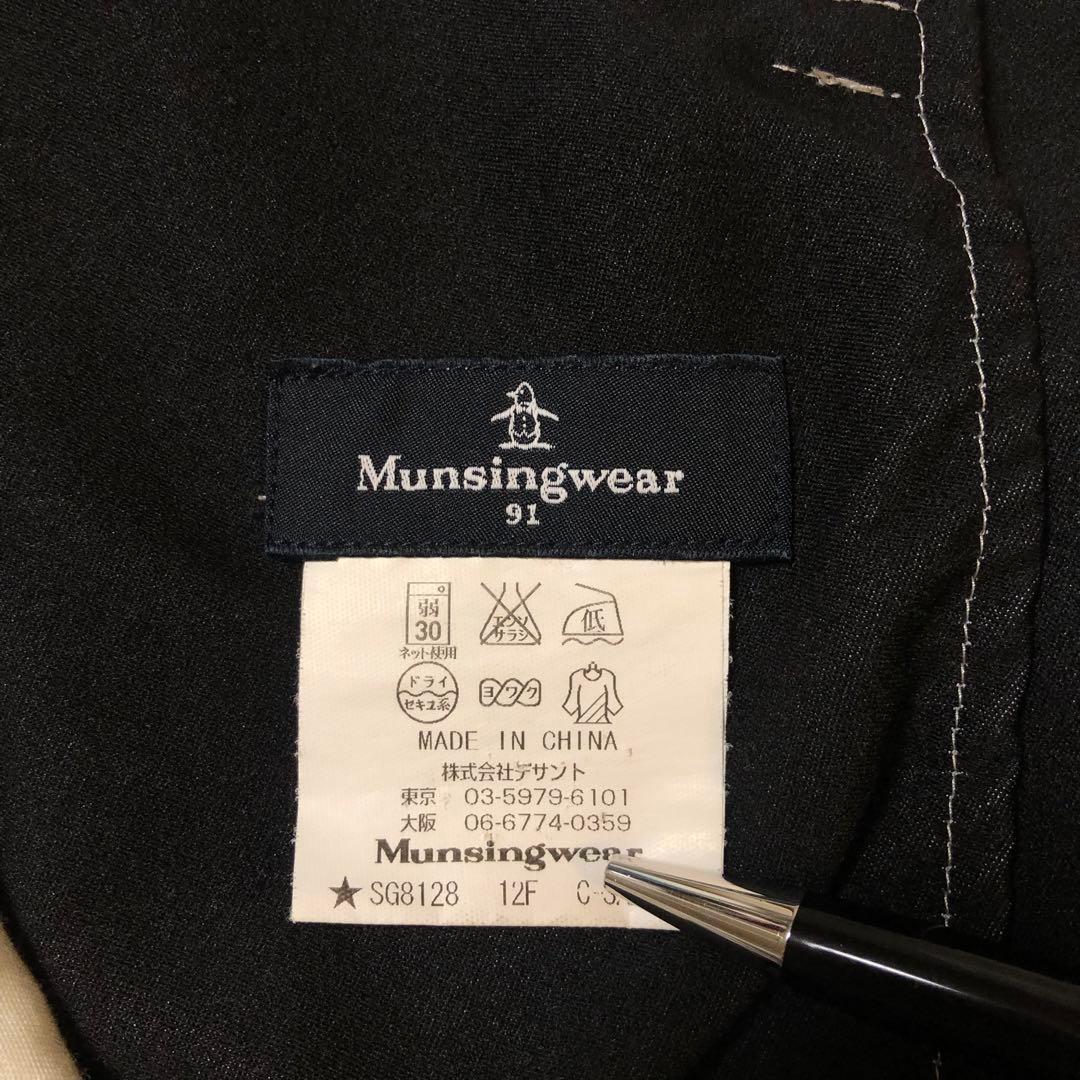 Munsingwear
91
弱
30
ネット使用
エンソ
サラシ
低
ドライ
セキユ系
ヨワク
MADE IN CHINA
株式会社デサント
東京 03-5979-6101
大阪 06-6774-0359
Munsingwear
★ SG8128 12F